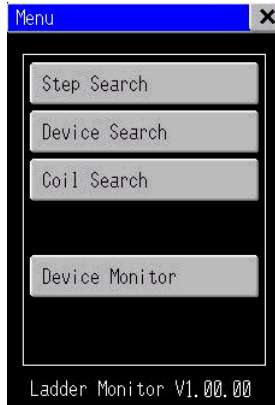 Menu
Step Search
Device Search
Coil Search
Device Monitor
Ladder Monitor V1.00.00